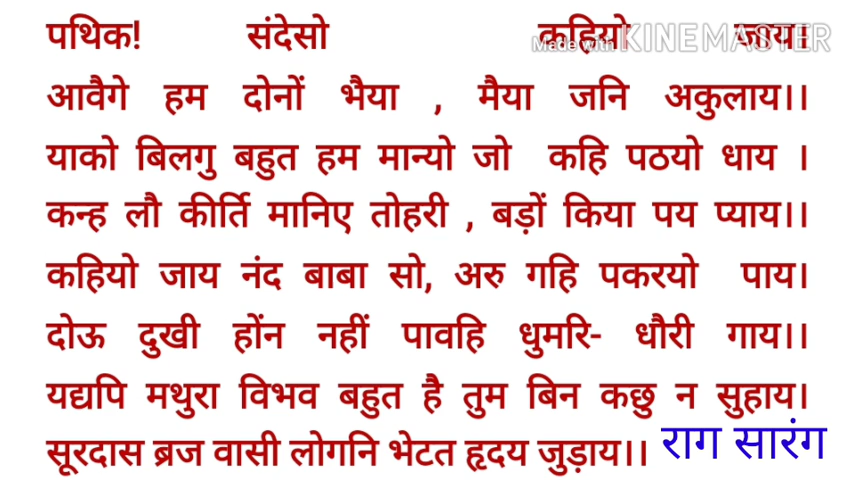 पथिक! संदेसो कहियो जाय।
आवैगे हम दोनों भैया , मैया जनि अकुलाय।।
याको बिलगु बहुत हम मान्यो जो कहि पठयो धाय ।
कन्ह लौ कीर्ति मानिए तोहरी , बड़ों किया पय प्याय।।
कहियो जाय नंद बाबा सो, अरु गहि पकरयो पाय।
दोऊ दुखी होंन नहीं पावहि धुमरि- धौरी गाय।।
यद्यपि मथुरा विभव बहुत है तुम बिन कछु न सुहाय।
सूरदास ब्रज वासी लोगनि भेटत हृदय जुड़ाय।।
राग सारंग
Made with KINEMASTER